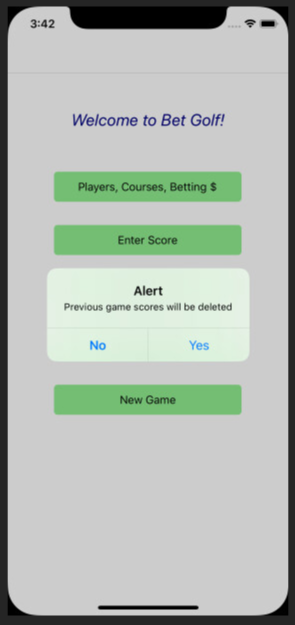 3:42
Welcome to Bet Golf!
Players, Courses, Betting $
Enter Score
Alert
Previous game scores will be deleted
No Yes
New Game